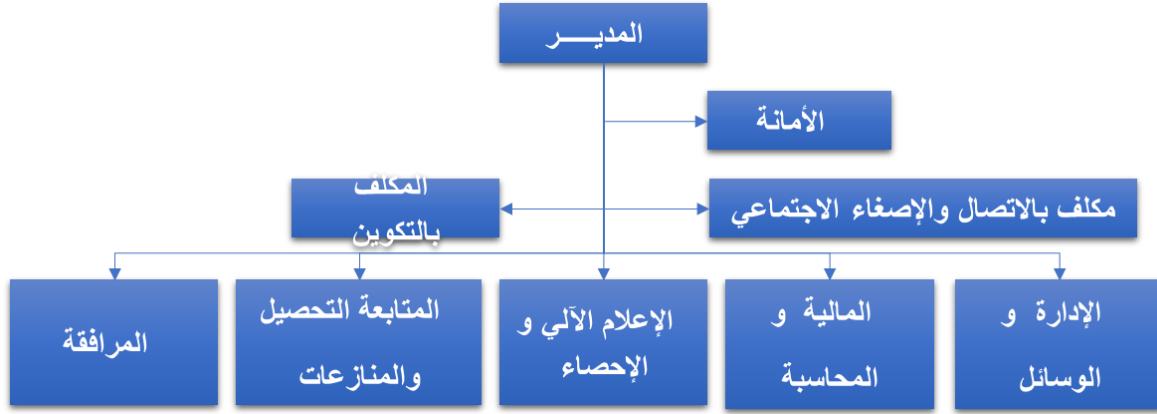 المديـــــر
الأمانة
مكلف بالاتصال والإصغاء الاجتماعي
المكلف
بالتكوين
الإدارة و
الوسائل
المالية و
المحاسبة
الإعلام الآلي و
الإحصاء
المتابعة التحصيل
والمنازعات
المرافقة